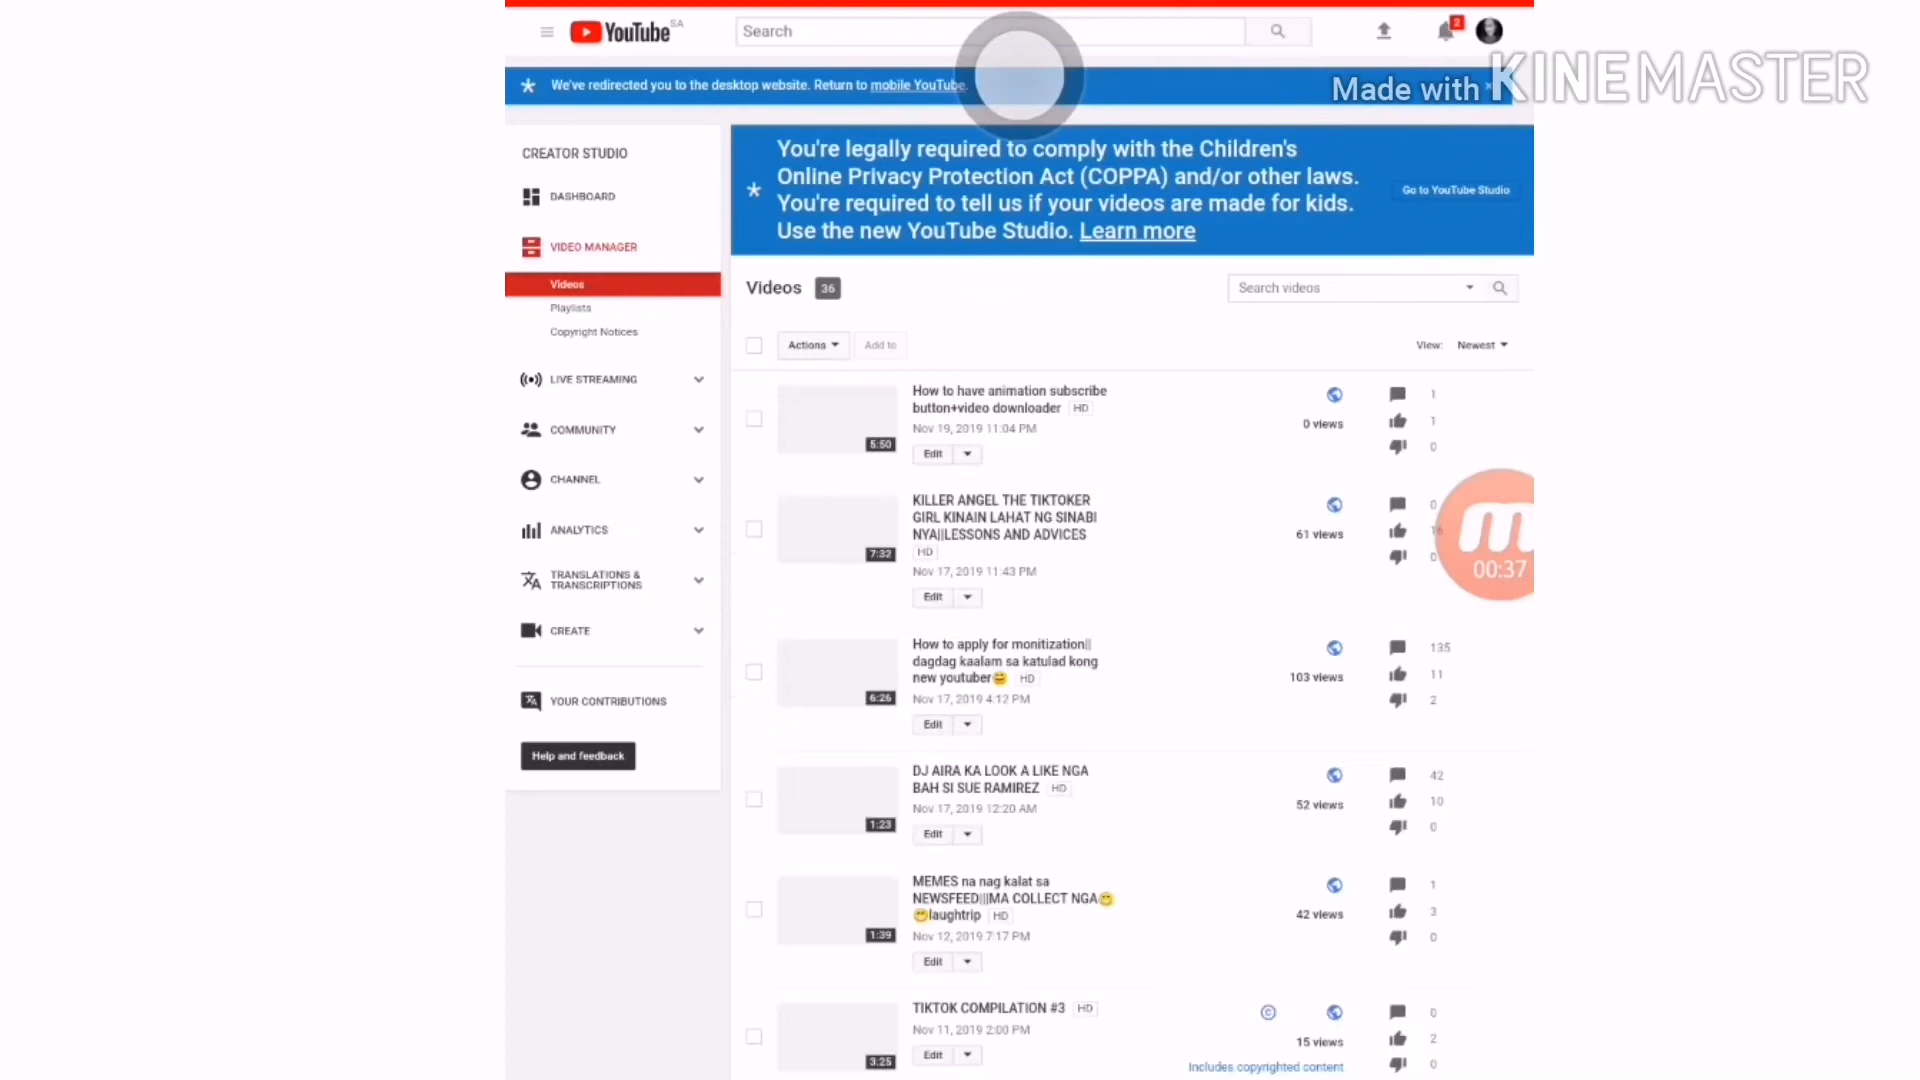 YouTube SA
Search
2
Made with KINEMASTER
We've redirected you to the desktop website. Return to mobile YouTube.
CREATOR STUDIO
DASHBOARD
VIDEO MANAGER
Videos
Playlists
Copyright Notices
LIVE STREAMING
COMMUNITY
CHANNEL
ANALYTICS
TRANSLATIONS &
TRANSCRIPTIONS
CREATE
YOUR CONTRIBUTIONS
Help and feedback
You're legally required to comply with the Children's
Online Privacy Protection Act (COPPA) and/or other laws.
You're required to tell us if your videos are made for kids.
Use the new YouTube Studio. Learn more
Go to YouTube Studio
Videos 36
Search videos
Actions
Add to
View: Newest
How to have animation subscribe
button+video downloader HD
Nov 19, 2019 11:04 PM
Edit
5:50
0 views
1
1
0
KILLER ANGEL THE TIKTOKER
GIRL KINAIN LAHAT NG SINABI
NYA||LESSONS AND ADVICES
HD
Nov 17, 2019 11:43 PM
Edit
7:32
61 views
0
16
0
00:37
How to apply for monitization||
dagdag kaalam sa katulad kong
new youtuber😄 HD
Nov 17, 2019 4:12 PM
Edit
6:26
103 views
135
11
2
DJ AIRA KA LOOK A LIKE NGA
BAH SI SUE RAMIREZ HD
Nov 17, 2019 12:20 AM
Edit
1:23
52 views
42
10
0
MEMES na nag kalat sa
NEWSFEED|||MA COLLECT NGA😁
😁laughtrip HD
Nov 12, 2019 7:17 PM
Edit
1:39
42 views
1
3
0
TIKTOK COMPILATION #3 HD
Nov 11, 2019 2:00 PM
Edit
3:25
©
15 views
Includes copyrighted content
0
2
0